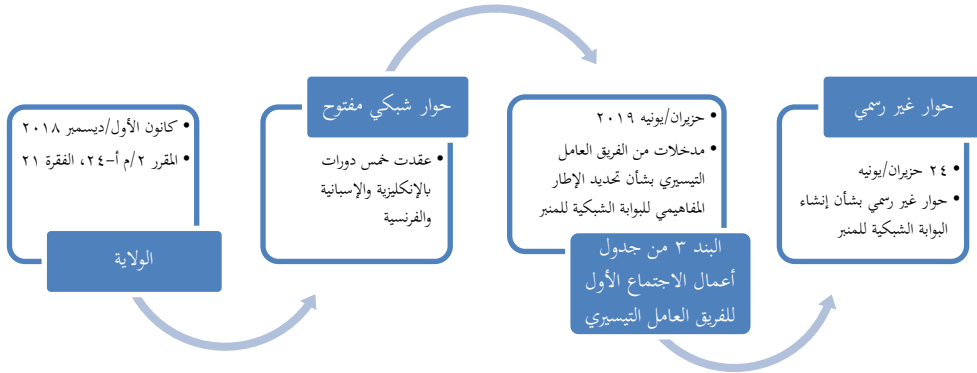 • كانون الأول/ديسمبر ٢٠١٨
• المقرر ٢/م أ-٢٤، الفقرة ٢١
الولاية
حوار شبكي مفتوح
• عقدت خمس دورات
بالإنكليزية والإسبانية
والفرنسية
• حزيران/يونيه ٢٠١٩
• مدخلات من الفريق العامل
التيسيري بشأن تحديد الإطار
المفاهيمي للبوابة الشبكية للمنبر
البند ٣ من جدول
أعمال الاجتماع الأول
للفريق العامل التيسيري
حوار غير رسمي
• ٢٤ حزيران/يونيه
• حوار غير رسمي بشأن إنشاء
البوابة الشبكية للمنبر